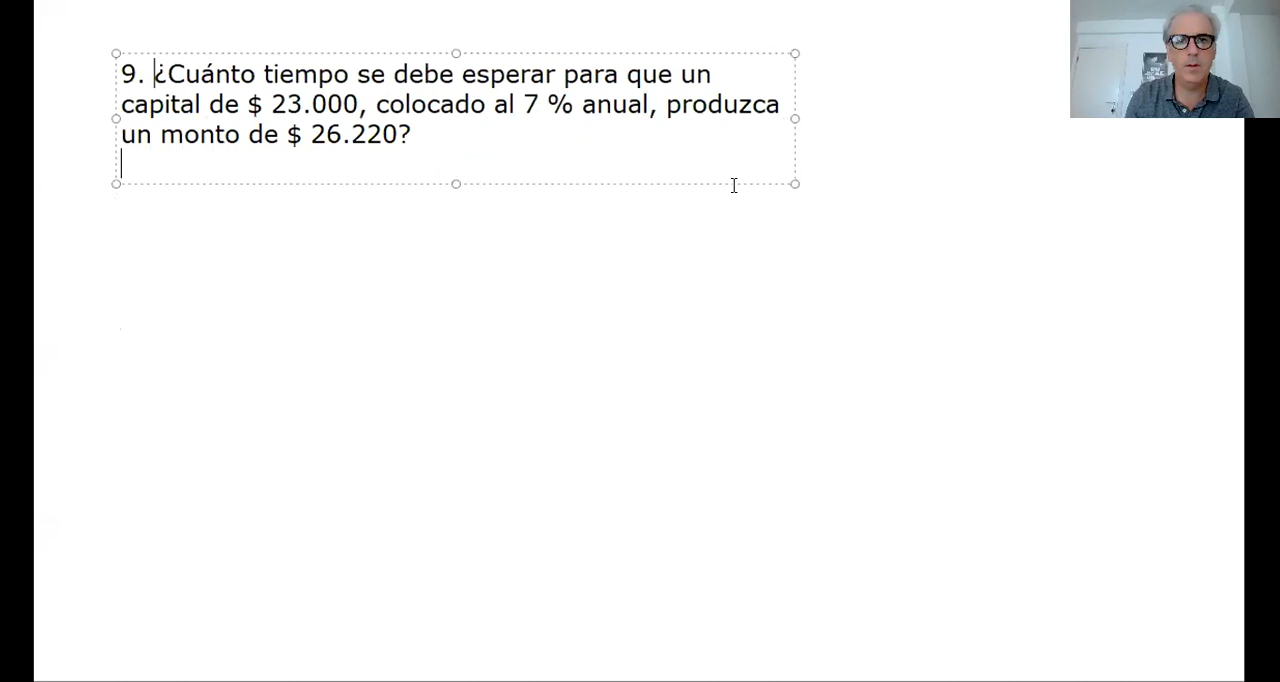 9. ¿Cuánto tiempo se debe esperar para que un
capital de $ 23.000, colocado al 7 % anual, produzca
un monto de $ 26.220?